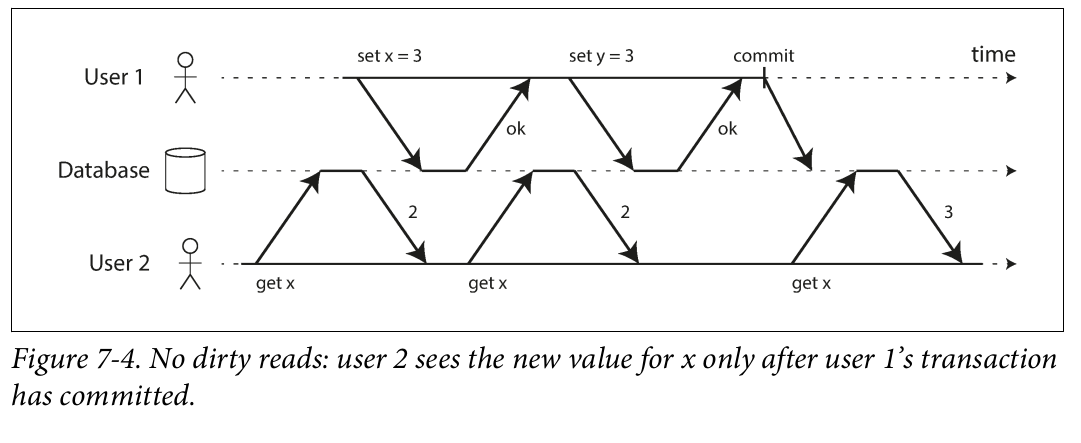 set x = 3
set y = 3
commit
time
User 1
ok
ok
Database
2
2
3
User 2
get x
get x
get x
Figure 7-4. No dirty reads: user 2 sees the new value for x only after user 1’s transaction
has committed.